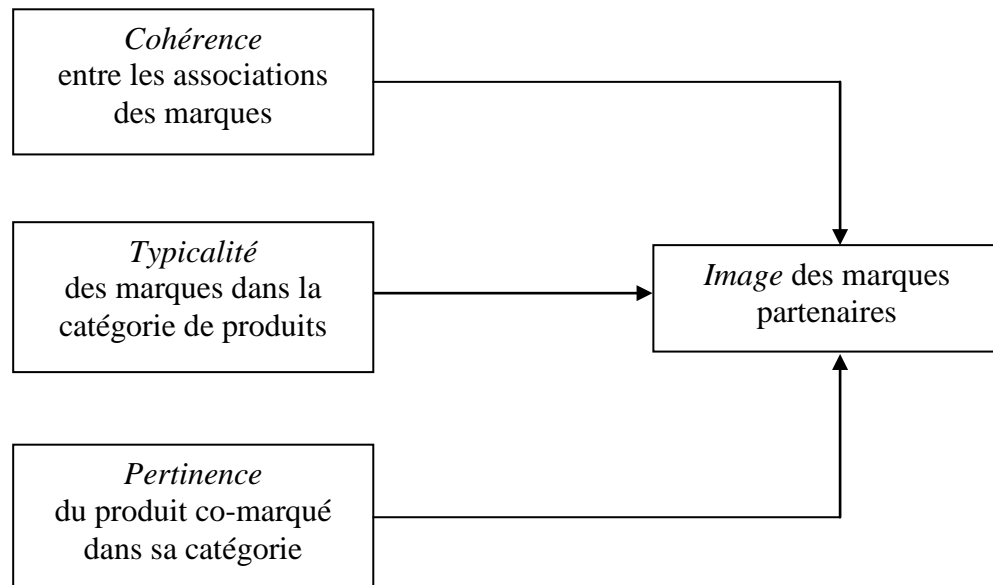 Cohérence
entre les associations
des marques
Typicalité
des marques dans la
catégorie de produits
Image des marques
partenaires
Pertinence
du produit co-marqué
dans sa catégorie